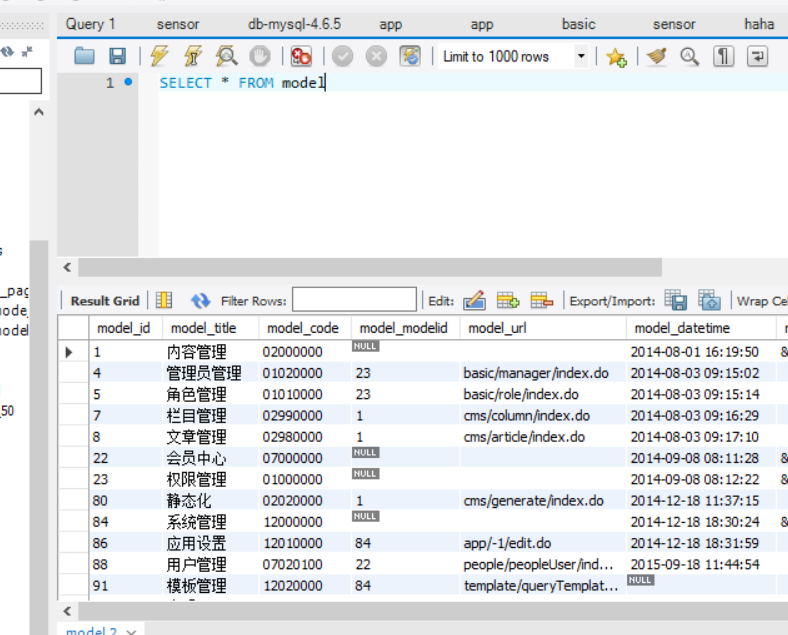 Query 1 sensor db-mysql-4.6.5 app app basic sensor haha
Limit to 1000 rows
1 SELECT * FROM model
_pag
node_
nodel
_50
Result Grid Filter Rows: Edit: Export/Import: Wrap Cel
model_id model_title model_code model_modelid model_url model_datetime
1 内容管理 02000000 NULL 2014-08-01 16:19:50 &
4 管理员管理 01020000 23 basic/manager/index.do 2014-08-03 09:15:02
5 角色管理 01010000 23 basic/role/index.do 2014-08-03 09:15:14
7 栏目管理 02990000 1 cms/column/index.do 2014-08-03 09:16:29
8 文章管理 02980000 1 cms/article/index.do 2014-08-03 09:17:10
22 会员中心 07000000 NULL 2014-09-08 08:11:28 &
23 权限管理 01000000 NULL 2014-09-08 08:12:22 &
80 静态化 02020000 1 cms/generate/index.do 2014-12-18 11:37:15
84 系统管理 12000000 NULL 2014-12-18 18:30:24 &
86 应用设置 12010000 84 app/-1/edit.do 2014-12-18 18:31:59
88 用户管理 07020100 22 people/peopleUser/ind... 2015-09-18 11:44:54
91 模板管理 12020000 84 template/queryTemplat... NULL
model 2